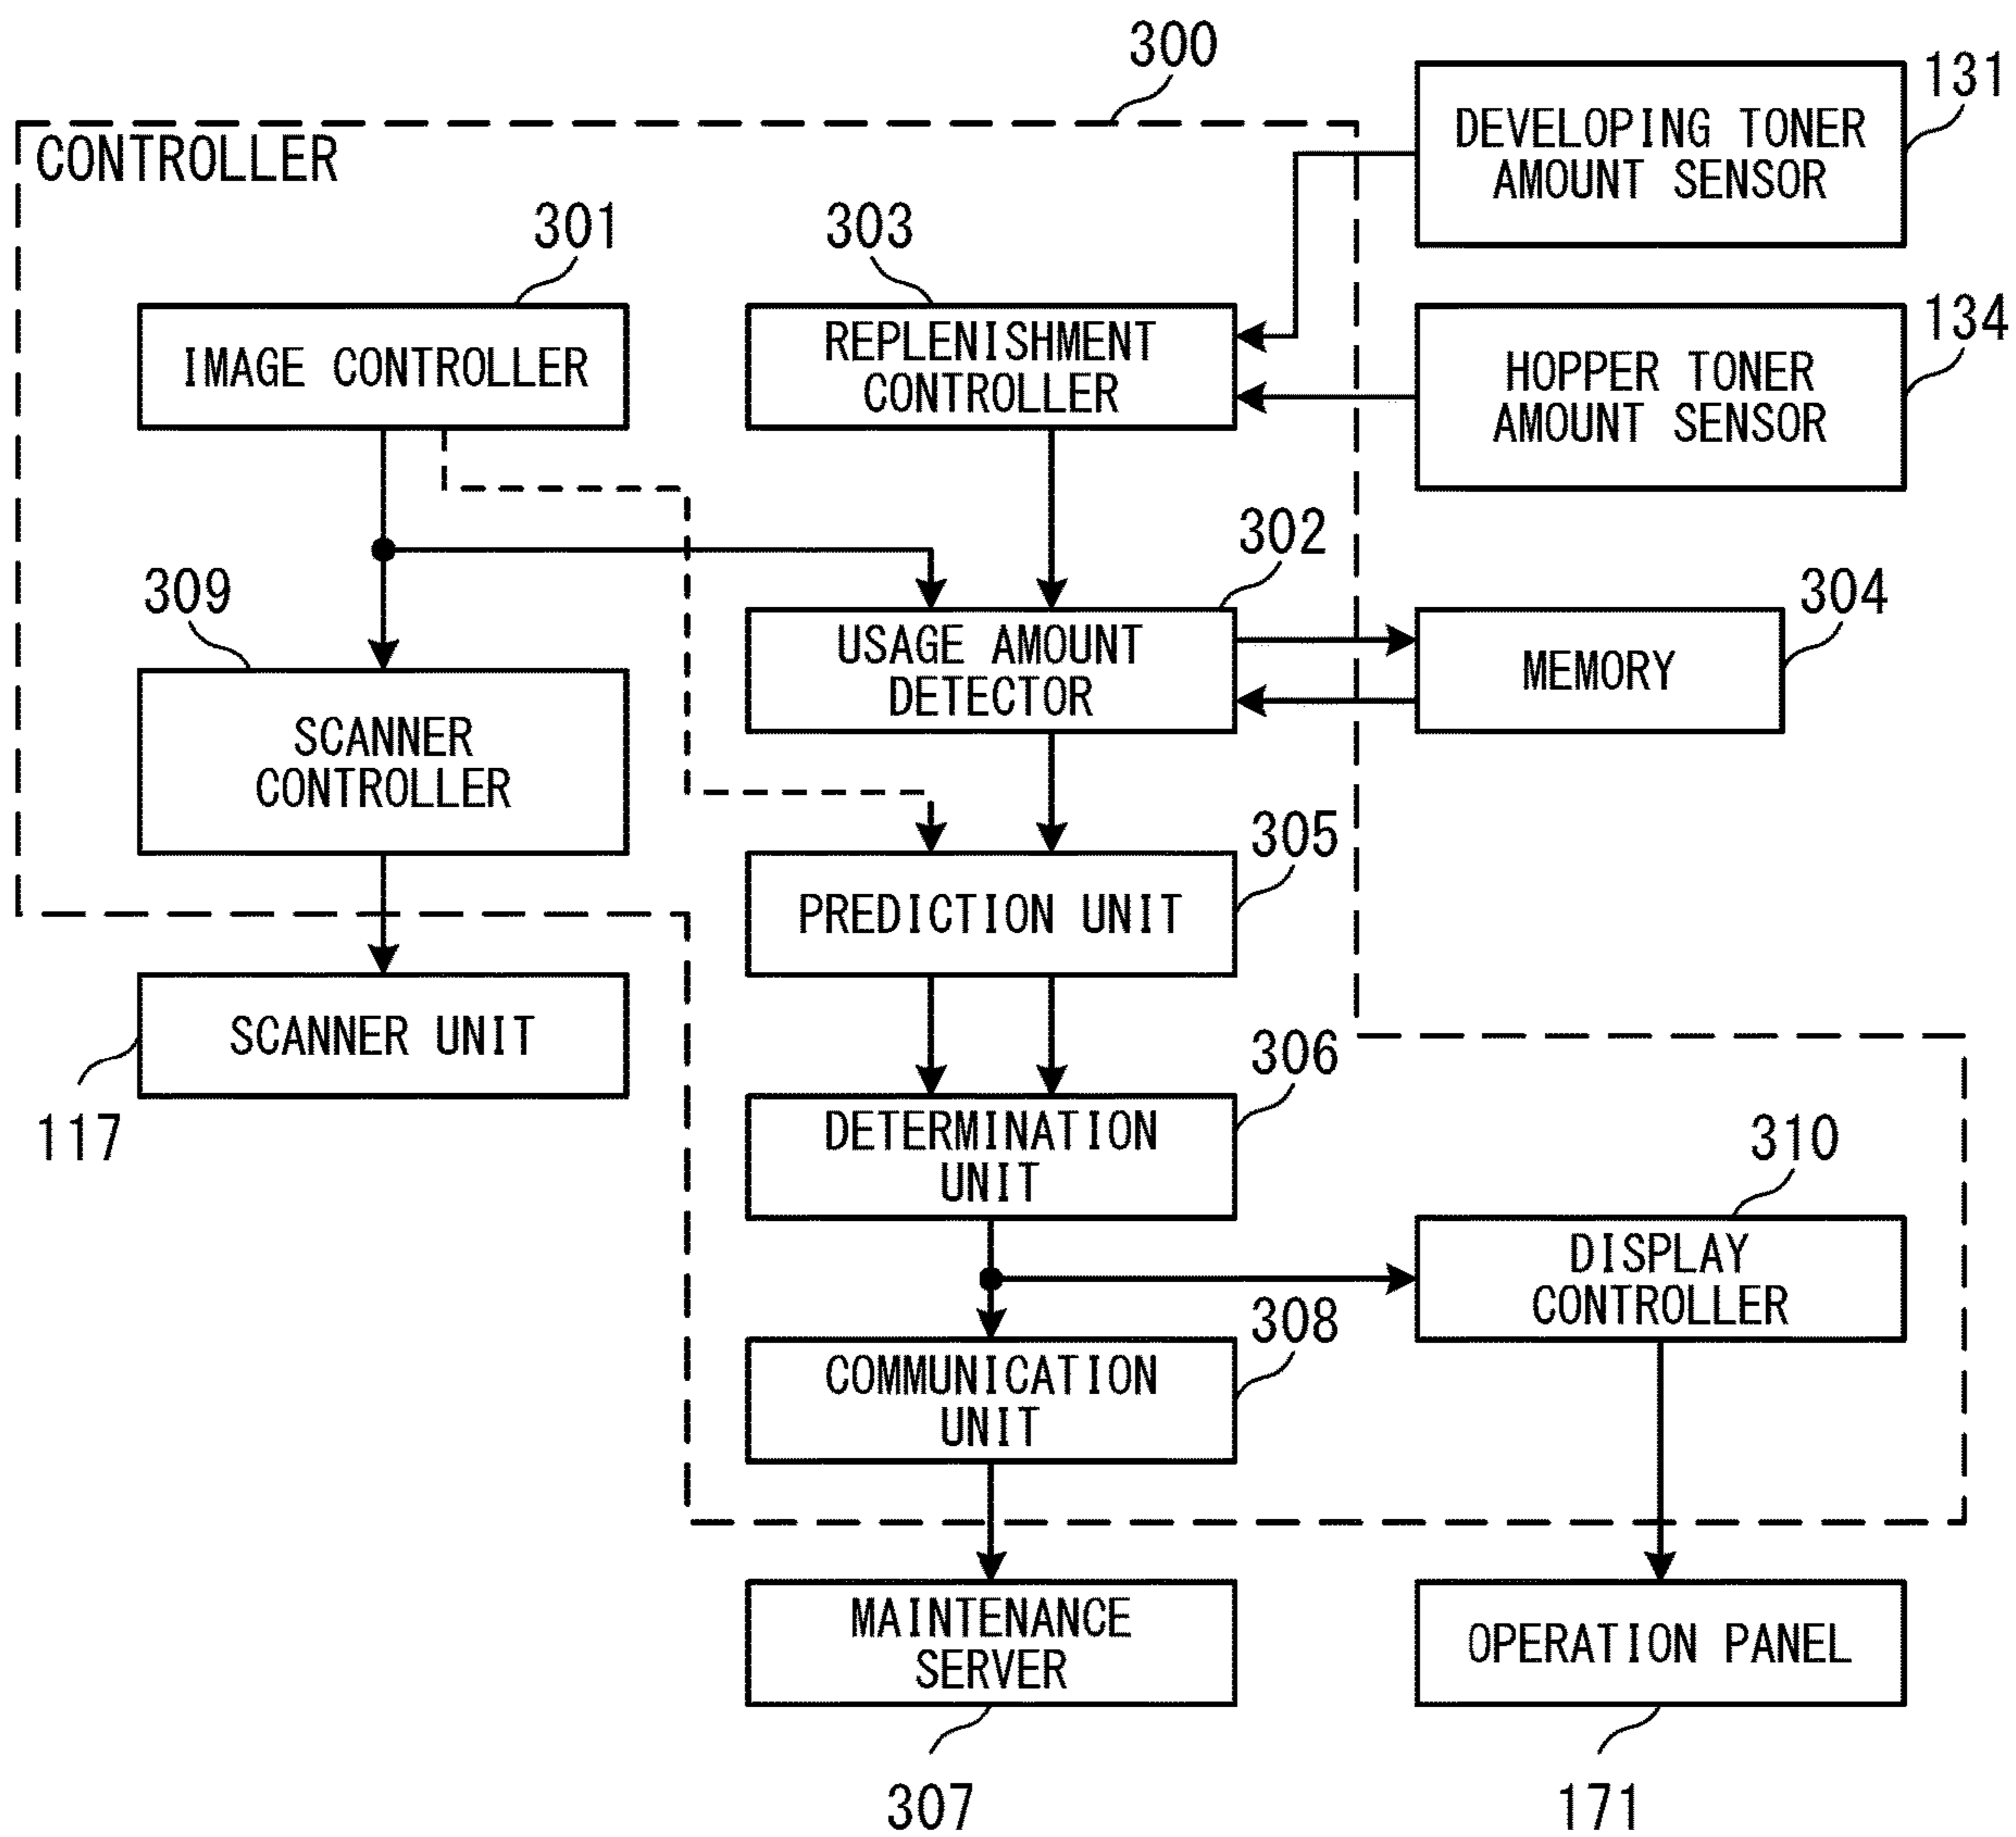 300
131
DEVELOPING TONER
AMOUNT SENSOR
CONTROLLER
301
303
134
IMAGE CONTROLLER
REPLENISHMENT
CONTROLLER
HOPPER TONER
AMOUNT SENSOR
302
309
304
USAGE AMOUNT
DETECTOR
MEMORY
SCANNER
CONTROLLER
305
PREDICTION UNIT
SCANNER UNIT
306
117
DETERMINATION
UNIT
310
DISPLAY
CONTROLLER
308
COMMUNICATION
UNIT
MAINTENANCE
SERVER
OPERATION PANEL
307
171